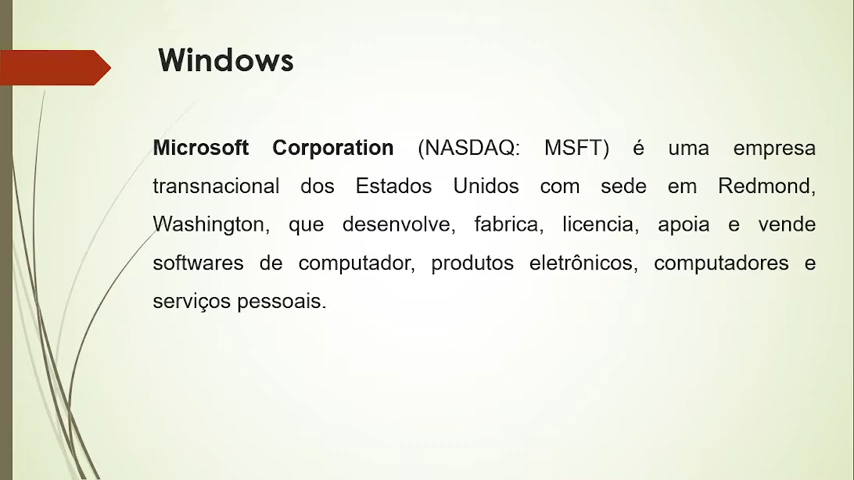 Windows
Microsoft Corporation (NASDAQ: MSFT) é uma empresa
transnacional dos Estados Unidos com sede em Redmond,
Washington, que desenvolve, fabrica, licencia, apoia e vende
softwares de computador, produtos eletrônicos, computadores e
serviços pessoais.